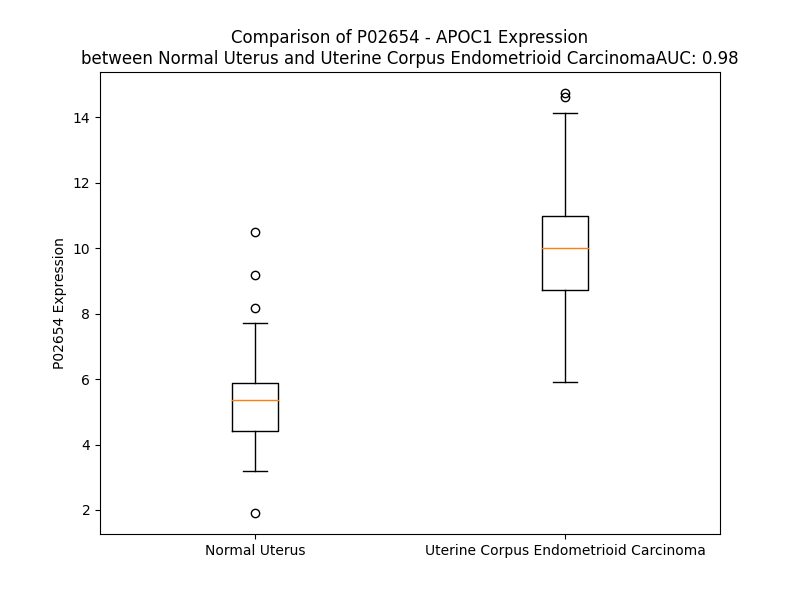 Comparison of P02654 - APOC1 Expression
between Normal Uterus and Uterine Corpus Endometrioid CarcinomaAUC: 0.98
14
12
10
8
6
4
2
P02654 Expression
Normal Uterus
Uterine Corpus Endometrioid Carcinoma